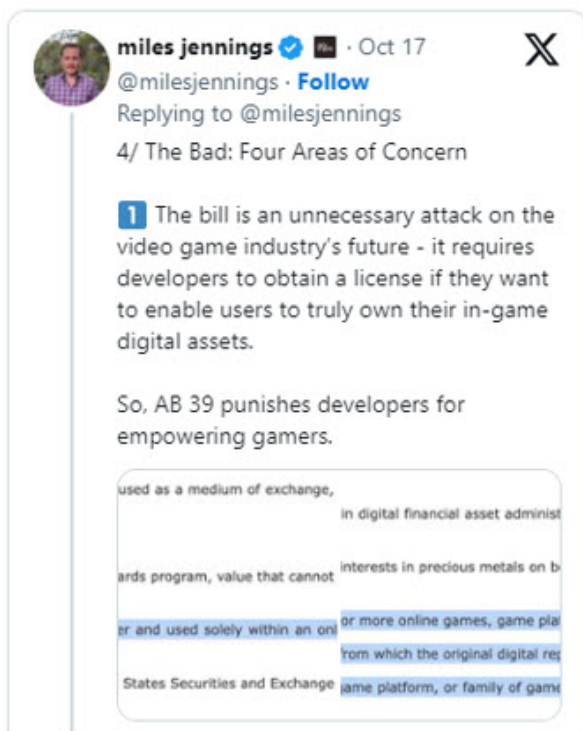 miles jennings · Oct 17
@milesjennings · Follow
Replying to @milesjennings
4/ The Bad: Four Areas of Concern
1 The bill is an unnecessary attack on the
video game industry’s future - it requires
developers to obtain a license if they want
to enable users to truly own their in-game
digital assets.
So, AB 39 punishes developers for
empowering gamers.
used as a medium of exchange,
ards program, value that cannot
er and used solely within an onl
States Securities and Exchange
in digital financial asset administ
interests in precious metals on b
or more online games, game pla
from which the original digital re
ame platform, or family of game